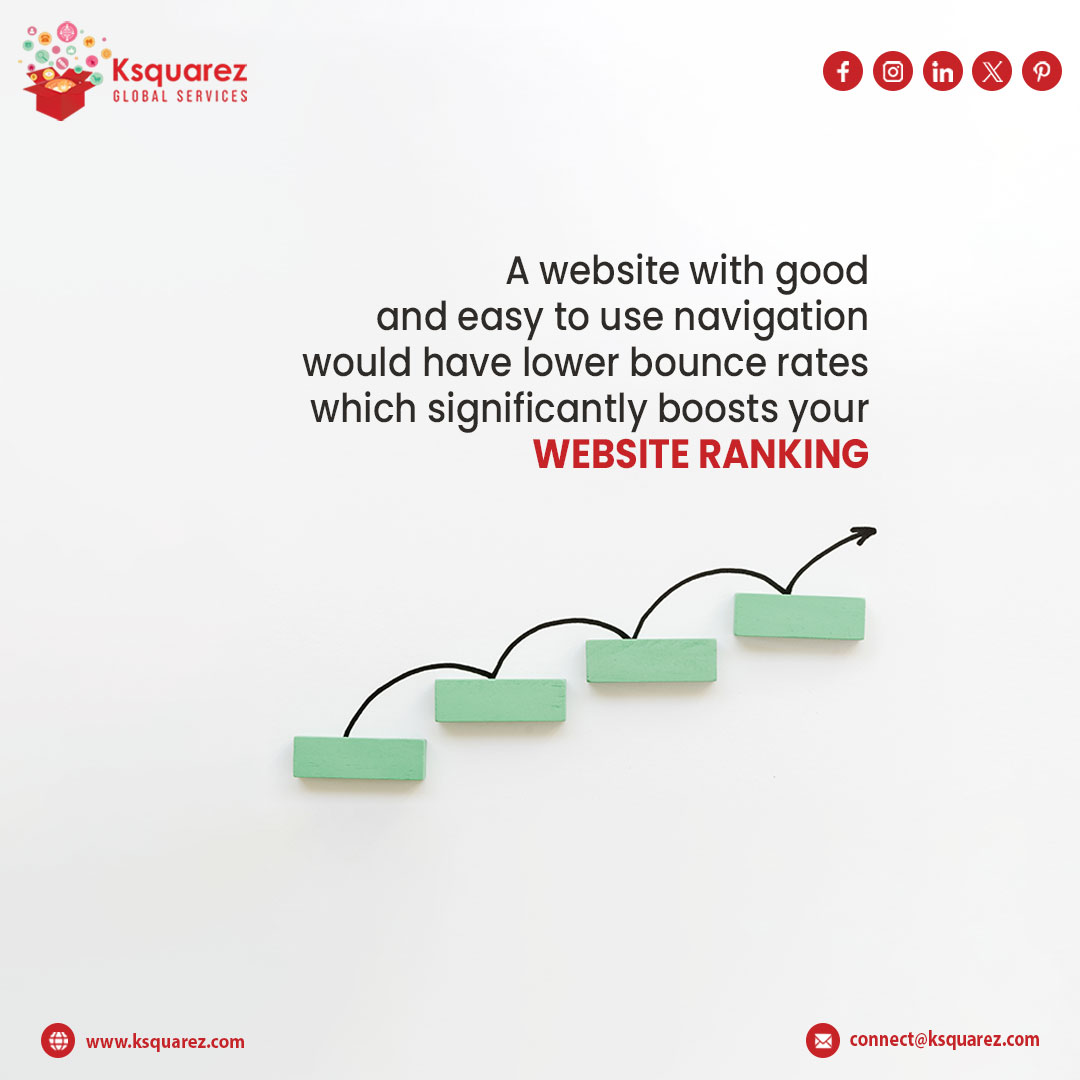 Ksquarez
GLOBAL SERVICES
A website with good
and easy to use navigation
would have lower bounce rates
which significantly boosts your
WEBSITE RANKING
www.ksquarez.com
connect@ksquarez.com